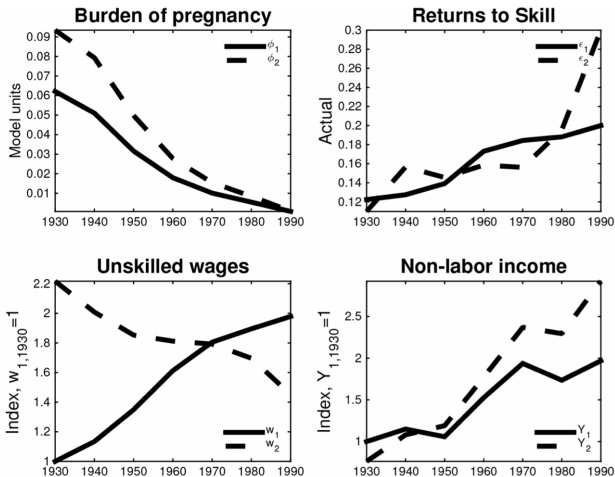 Burden of pregnancy
Model units
0.09
0.08
0.07
0.06
0.05
0.04
0.03
0.02
0.01
1930 1940 1950 1960 1970 1980 1990
ϕ1
ϕ2
Returns to Skill
Actual
0.3
0.28
0.26
0.24
0.22
0.2
0.18
0.16
0.14
0.12
1930 1940 1950 1960 1970 1980 1990
ϵ1
ϵ2
Unskilled wages
Index, w1,1930=1
2.2
2
1.8
1.6
1.4
1.2
1
1930 1940 1950 1960 1970 1980 1990
w1
w2
Non-labor income
Index, Y1,1930=1
2.5
2
1.5
1
1930 1940 1950 1960 1970 1980 1990
Y1
Y2